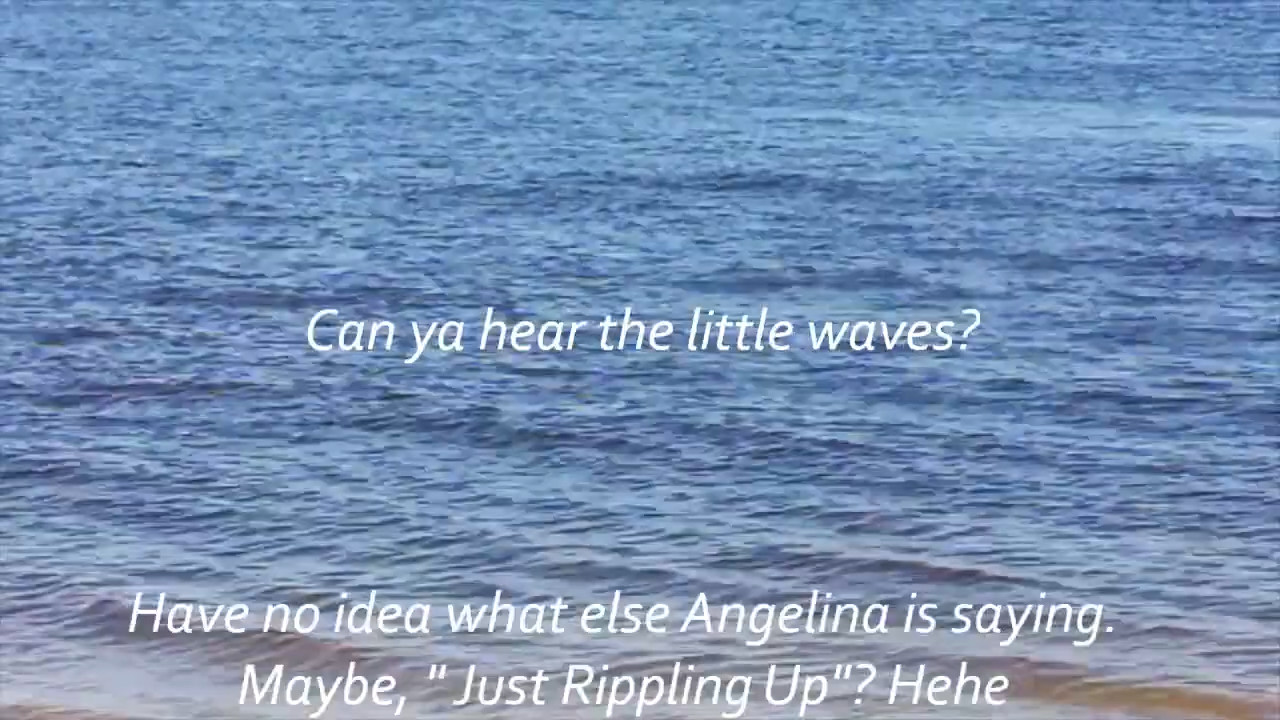 Can ya hear the little waves?
Have no idea what else Angelina is saying.
Maybe, "Just Rippling Up"? Hehe